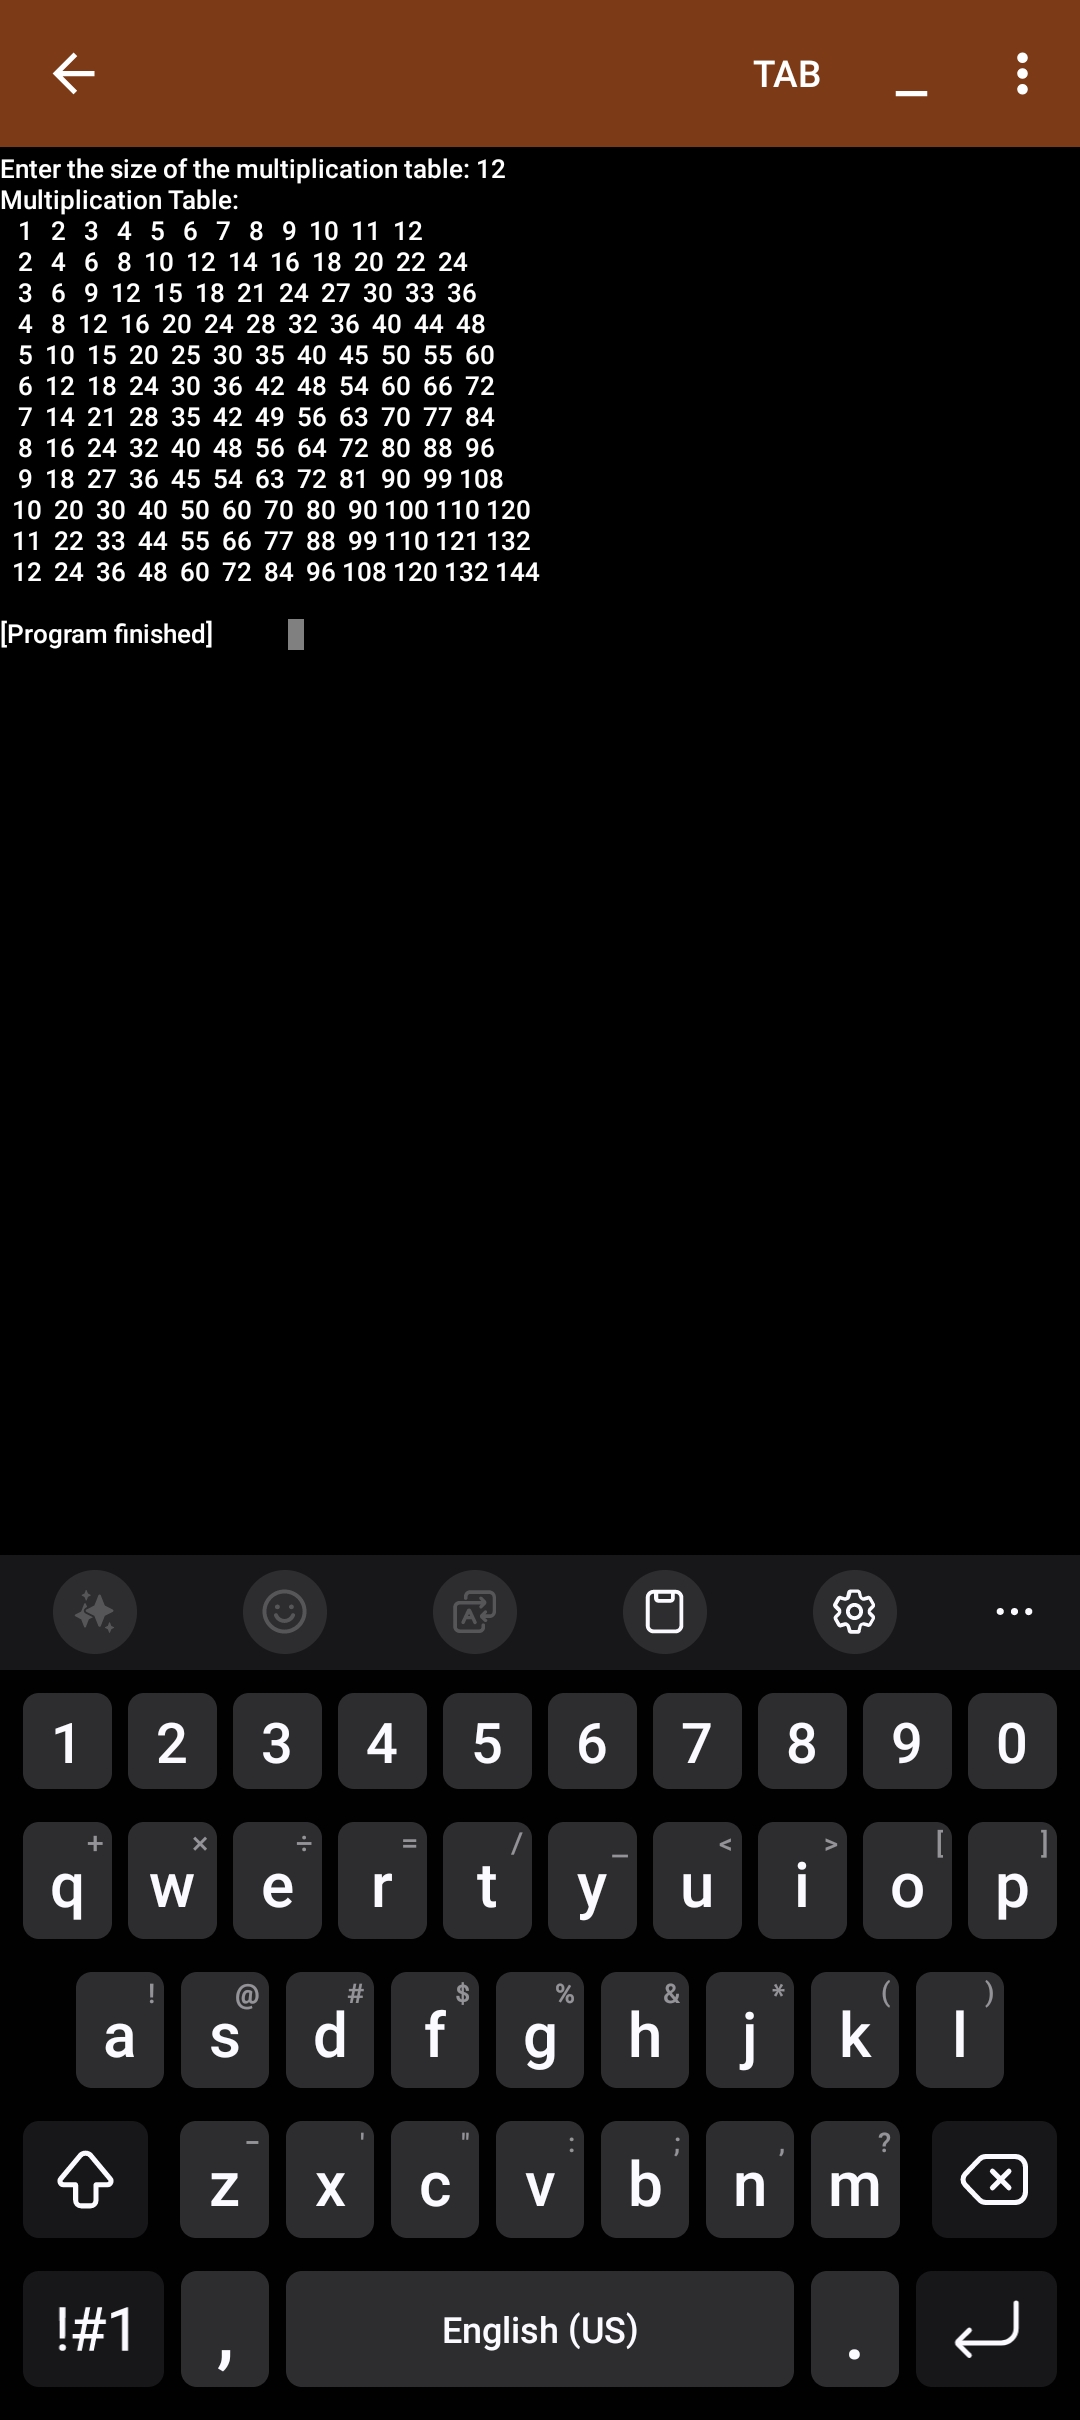 TAB _
Enter the size of the multiplication table: 12
Multiplication Table:
1 2 3 4 5 6 7 8 9 10 11 12
2 4 6 8 10 12 14 16 18 20 22 24
3 6 9 12 15 18 21 24 27 30 33 36
4 8 12 16 20 24 28 32 36 40 44 48
5 10 15 20 25 30 35 40 45 50 55 60
6 12 18 24 30 36 42 48 54 60 66 72
7 14 21 28 35 42 49 56 63 70 77 84
8 16 24 32 40 48 56 64 72 80 88 96
9 18 27 36 45 54 63 72 81 90 99 108
10 20 30 40 50 60 70 80 90 100 110 120
11 22 33 44 55 66 77 88 99 110 121 132
12 24 36 48 60 72 84 96 108 120 132 144
[Program finished]
1 2 3 4 5 6 7 8 9 0
+ × ÷ = / _ < > [ ]
q w e r t y u i o p
! @ # $ % & * ( )
a s d f g h j k l
- ' " : ; , ?
z x c v b n m
!#1 , English (US) .